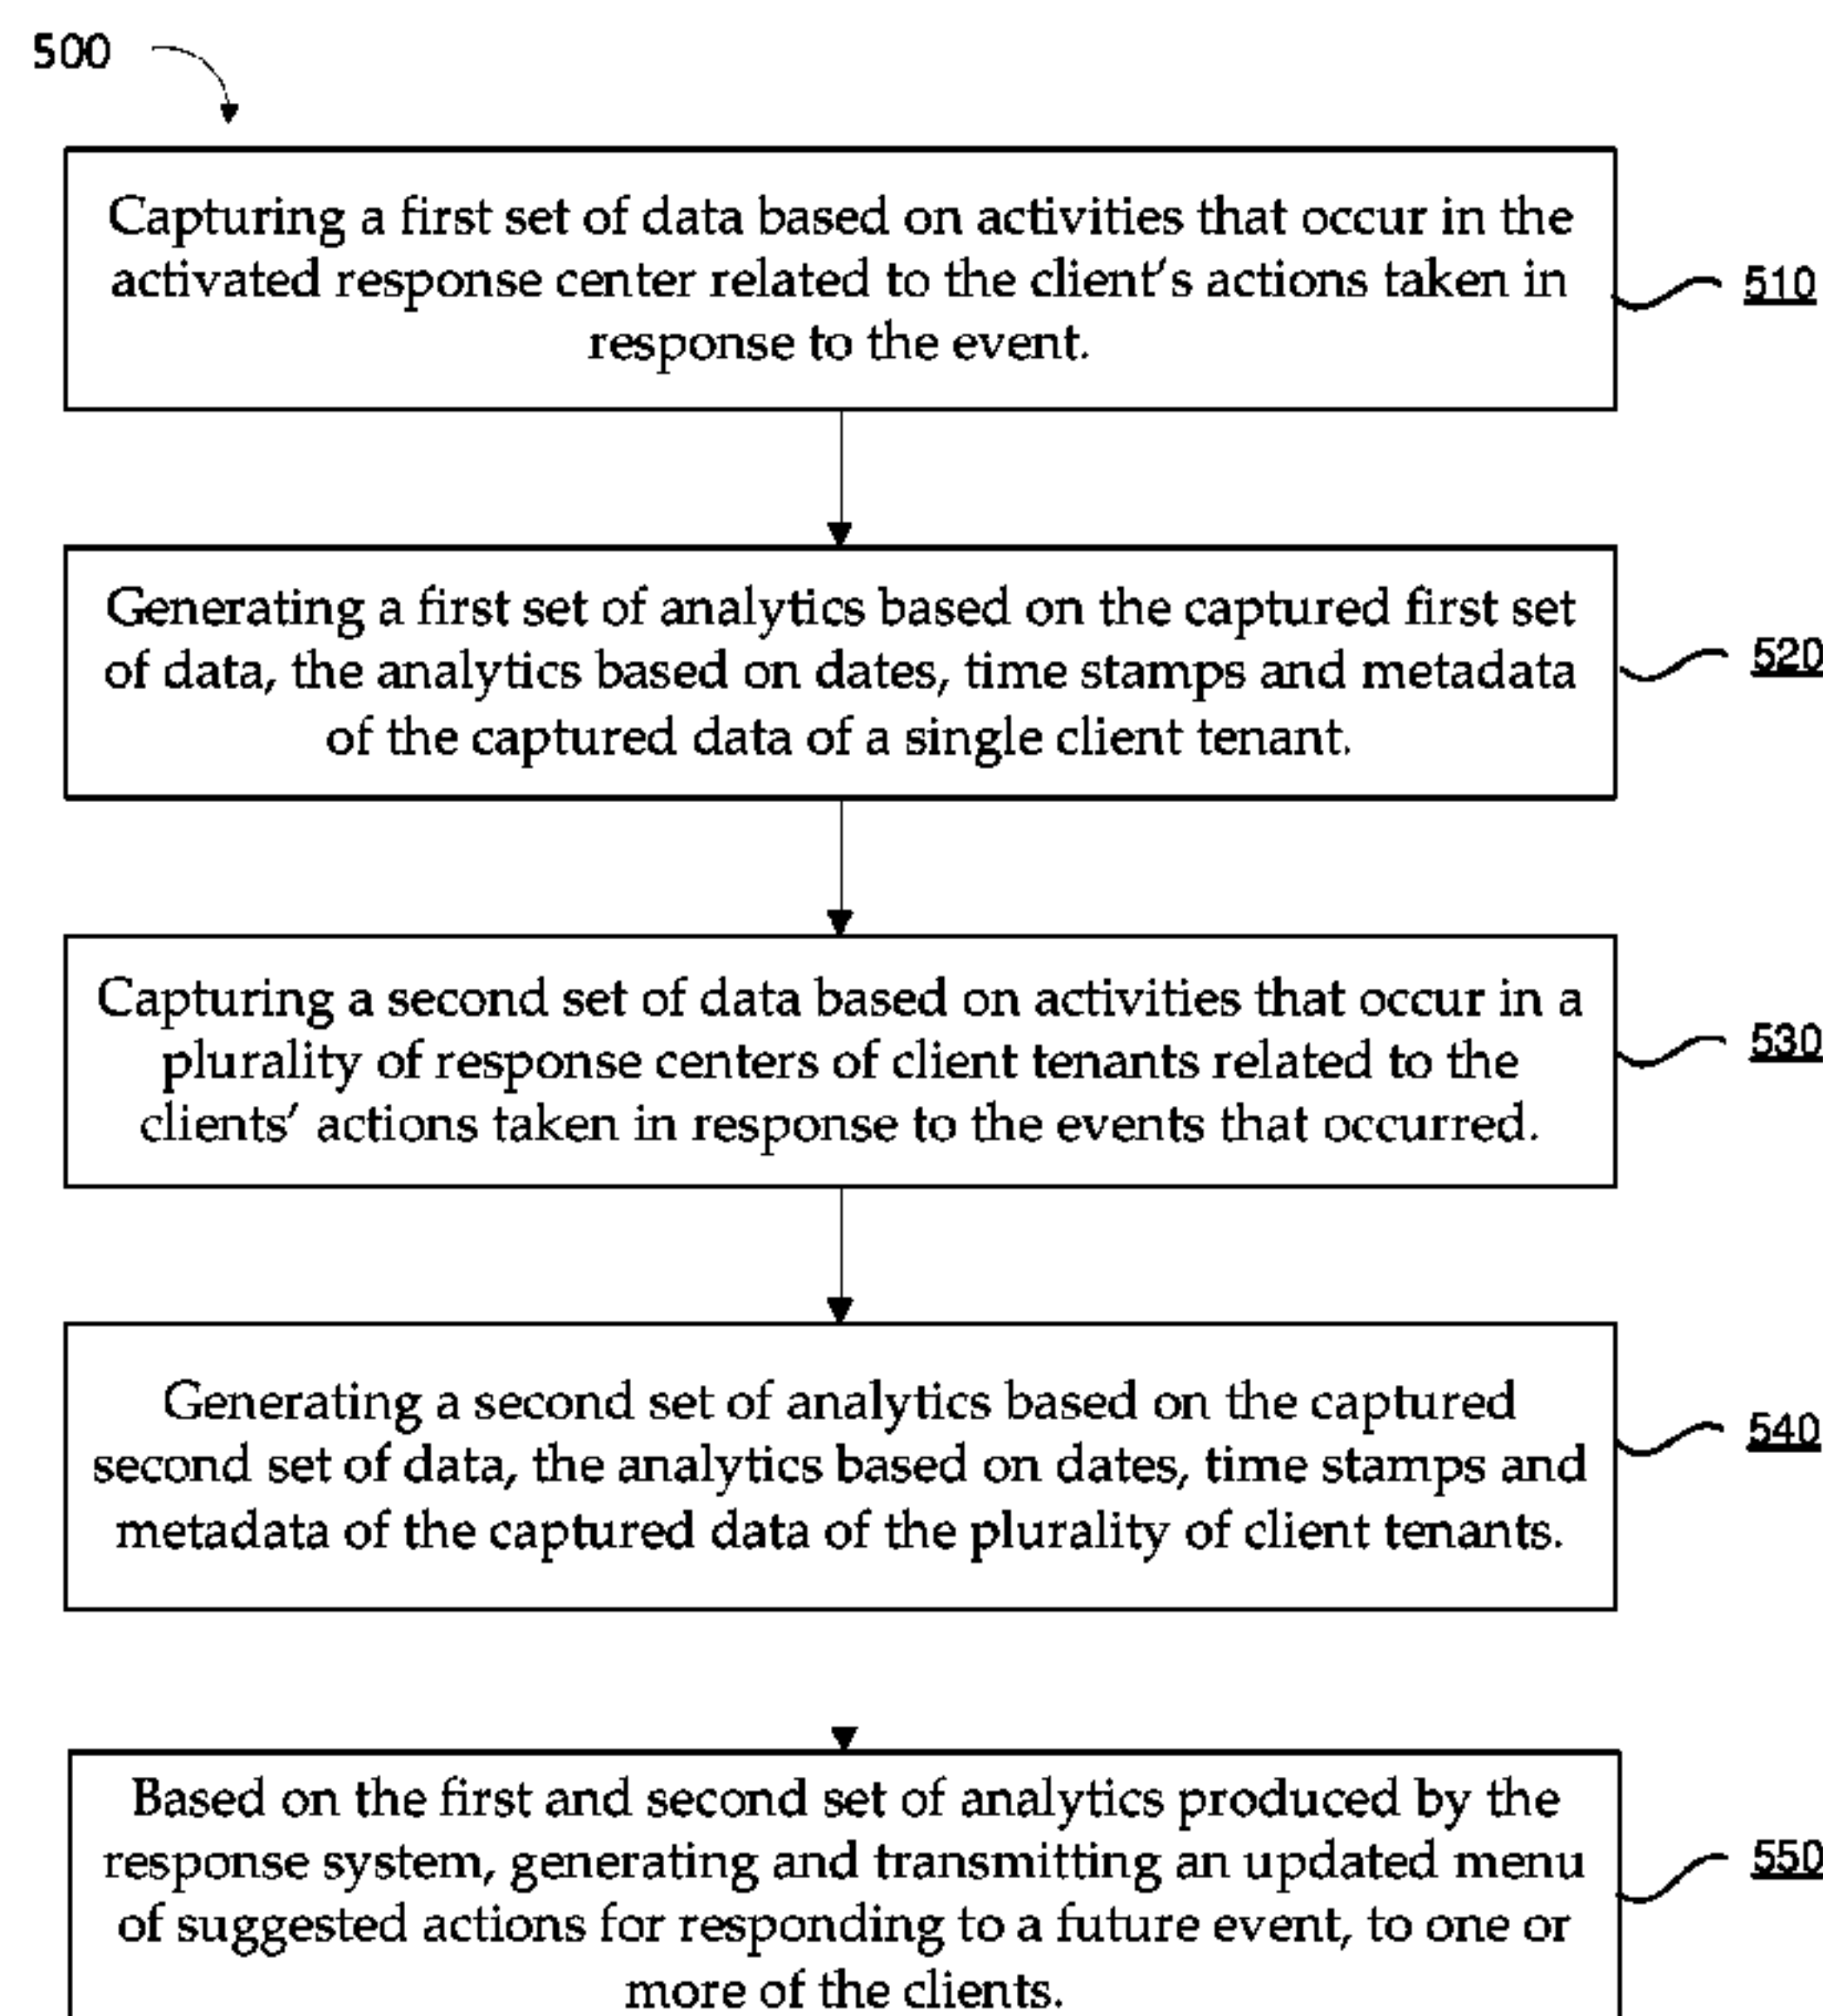 500
Capturing a first set of data based on activities that occur in the
activated response center related to the client's actions taken in
response to the event.
510
Generating a first set of analytics based on the captured first set
of data, the analytics based on dates, time stamps and metadata
of the captured data of a single client tenant.
520
Capturing a second set of data based on activities that occur in a
plurality of response centers of client tenants related to the
clients' actions taken in response to the events that occurred.
530
Generating a second set of analytics based on the captured
second set of data, the analytics based on dates, time stamps and
metadata of the captured data of the plurality of client tenants.
540
Based on the first and second set of analytics produced by the
response system, generating and transmitting an updated menu
of suggested actions for responding to a future event, to one or
more of the clients.
550